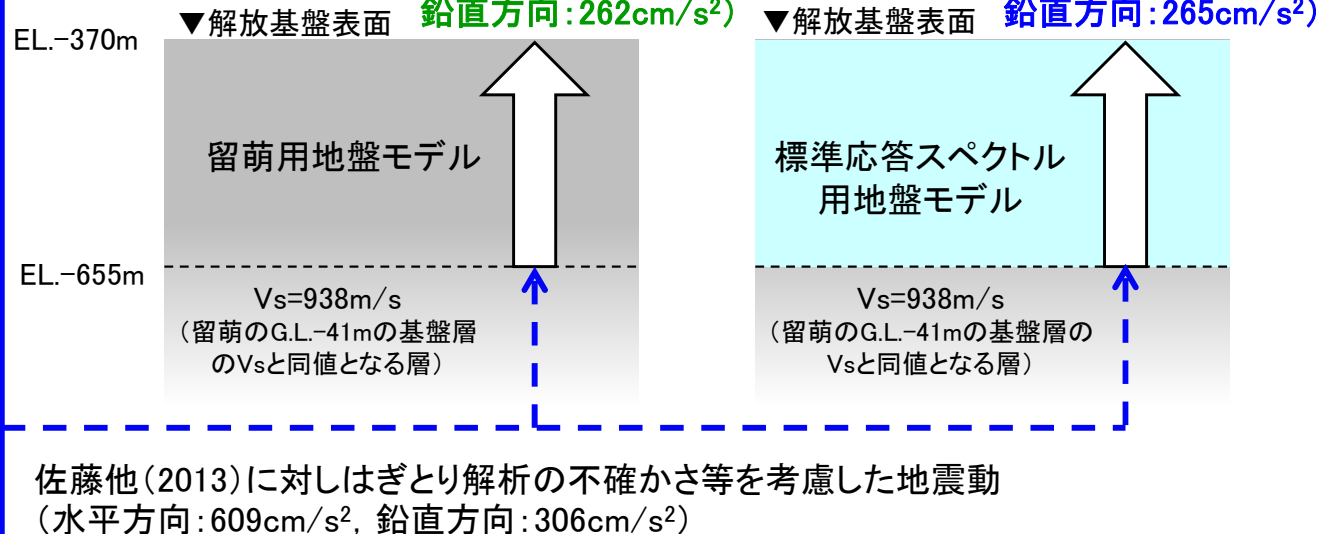 鉛直方向:262cm/s²)
鉛直方向:265cm/s²)
▼解放基盤表面
▼解放基盤表面
EL.-370m
留萌用地盤モデル
標準応答スペクトル
用地盤モデル
EL.-655m
Vs=938m/s
(留萌のG.L.-41mの基盤層
のVsと同値となる層)
Vs=938m/s
(留萌のG.L.-41mの基盤層の
Vsと同値となる層)
佐藤他(2013)に対しはぎとり解析の不確かさ等を考慮した地震動
(水平方向:609cm/s², 鉛直方向:306cm/s²)